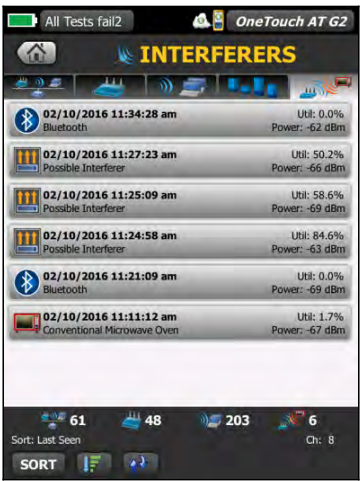 All Tests fail2
OneTouch AT G2
INTERFERERS
02/10/2016 11:34:28 am Util: 0.0%
Bluetooth Power: -62 dBm
02/10/2016 11:27:23 am Util: 50.2%
Possible Interferer Power: -66 dBm
02/10/2016 11:25:09 am Util: 58.6%
Possible Interferer Power: -69 dBm
02/10/2016 11:24:58 am Util: 84.6%
Possible Interferer Power: -63 dBm
02/10/2016 11:21:09 am Util: 0.0%
Bluetooth Power: -69 dBm
02/10/2016 11:11:12 am Util: 1.7%
Conventional Microwave Oven Power: -67 dBm
61 48 203 6
Sort: Last Seen Ch: 8
SORT